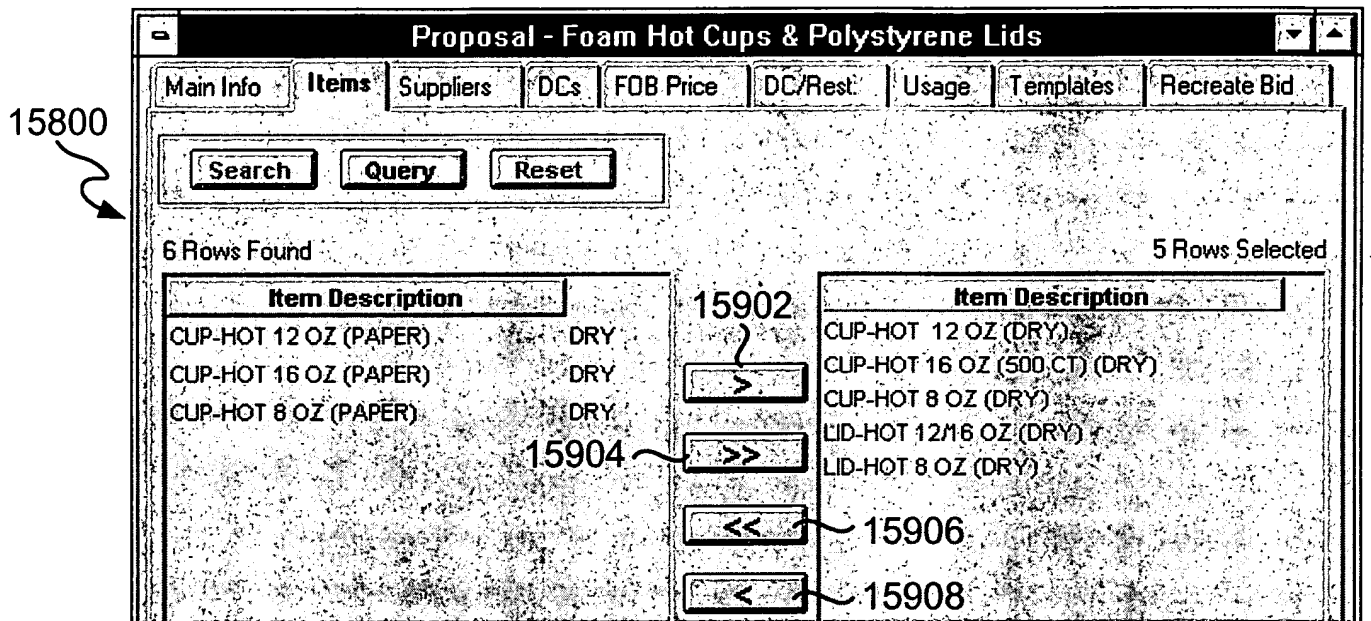 Proposal - Foam Hot Cups & Polystyrene Lids
Main Info Items Suppliers DCs FOB Price DC/Rest. Usage Templates Recreate Bid
15800
Search Query Reset
6 Rows Found 5 Rows Selected
Item Description 15902 Item Description
CUP-HOT 12 OZ (PAPER) DRY CUP-HOT 12 OZ (DRY)
CUP-HOT 16 OZ (PAPER) DRY > CUP-HOT 16 OZ (500 CT) (DRY)
CUP-HOT 8 OZ (PAPER) DRY CUP-HOT 8 OZ (DRY)
LID-HOT 12/16 OZ (DRY)
15904 >> LID-HOT 8 OZ (DRY)
<< 15906
< 15908